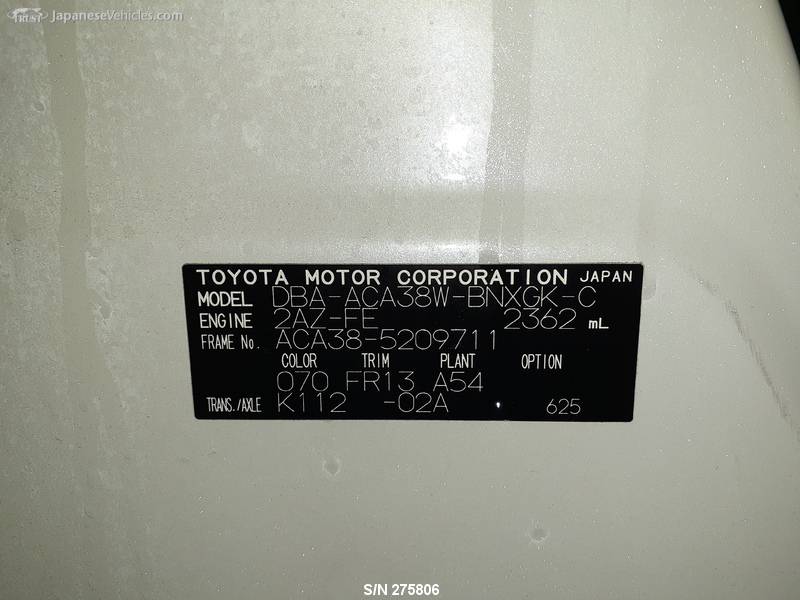 TRUST JapaneseVehicles.com
TOYOTA MOTOR CORPORATION JAPAN
MODEL DBA-ACA38W-BNXGK-C
ENGINE 2AZ-FE 2362 mL
FRAME No. ACA38-5209711
COLOR TRIM PLANT OPTION
070 FR13 A54
TRANS./AXLE K112 -02A 625
S/N 275806